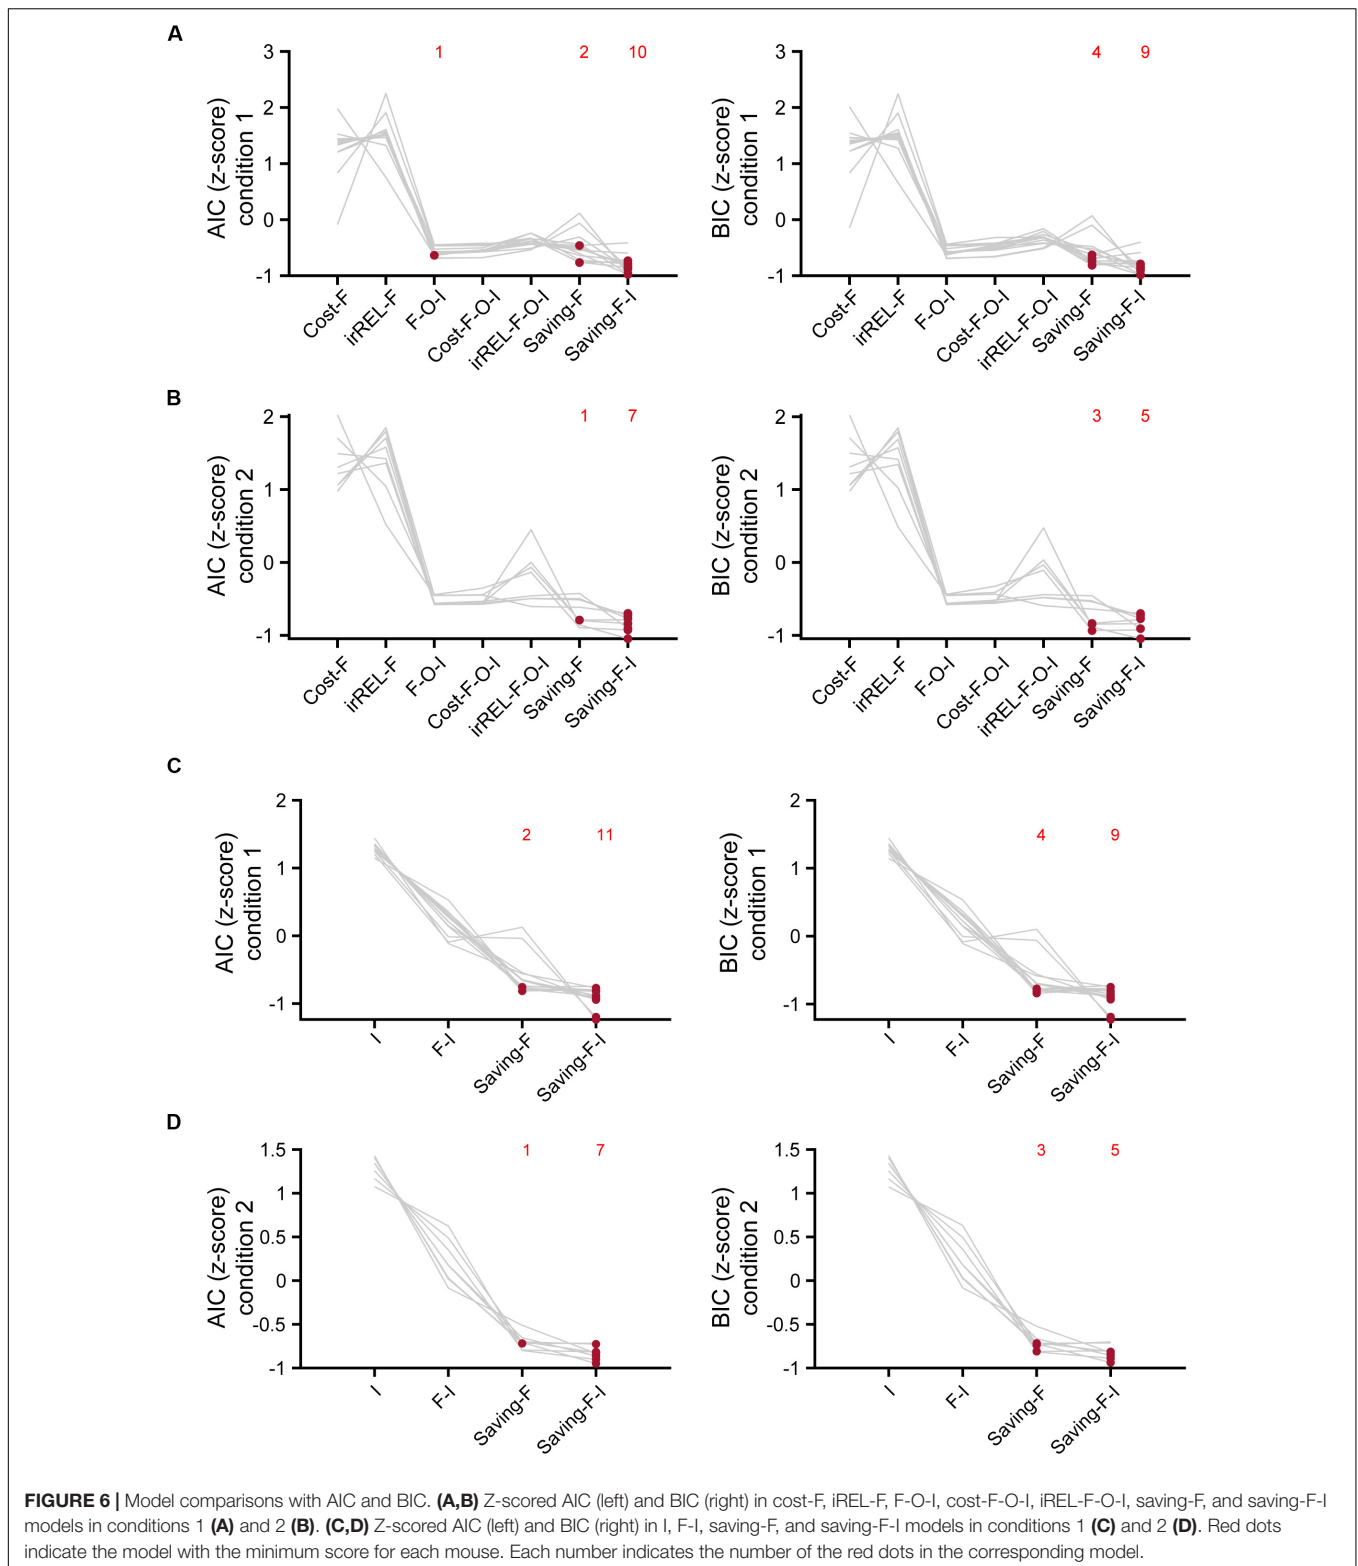 A
3
2
1
0
-1
AIC (z-score)
condition 1
1
2
10
Cost-F
irREL-F
F-O-I
Cost-F-O-I
irREL-F-O-I
Saving-F
Saving-F-I
3
2
1
0
-1
BIC (z-score)
condition 1
4
9
Cost-F
irREL-F
F-O-I
Cost-F-O-I
irREL-F-O-I
Saving-F
Saving-F-I
B
2
1
0
-1
AIC (z-score)
condition 2
1
7
Cost-F
irREL-F
F-O-I
Cost-F-O-I
irREL-F-O-I
Saving-F
Saving-F-I
2
1
0
-1
BIC (z-score)
condition 2
3
5
Cost-F
irREL-F
F-O-I
Cost-F-O-I
irREL-F-O-I
Saving-F
Saving-F-I
C
2
1
0
-1
AIC (z-score)
condition 1
2
11
I
F-I
Saving-F
Saving-F-I
2
1
0
-1
BIC (z-score)
condition 1
4
9
I
F-I
Saving-F
Saving-F-I
D
1.5
1
0.5
0
-0.5
-1
AIC (z-score)
condition 2
1
7
I
F-I
Saving-F
Saving-F-I
1.5
1
0.5
0
-0.5
-1
BIC (z-score)
condition 2
3
5
I
F-I
Saving-F
Saving-F-I
FIGURE 6 | Model comparisons with AIC and BIC. (A,B) Z-scored AIC (left) and BIC (right) in cost-F, iREL-F, F-O-I, cost-F-O-I, iREL-F-O-I, saving-F, and saving-F-I
models in conditions 1 (A) and 2 (B). (C,D) Z-scored AIC (left) and BIC (right) in I, F-I, saving-F, and saving-F-I models in conditions 1 (C) and 2 (D). Red dots
indicate the model with the minimum score for each mouse. Each number indicates the number of the red dots in the corresponding model.